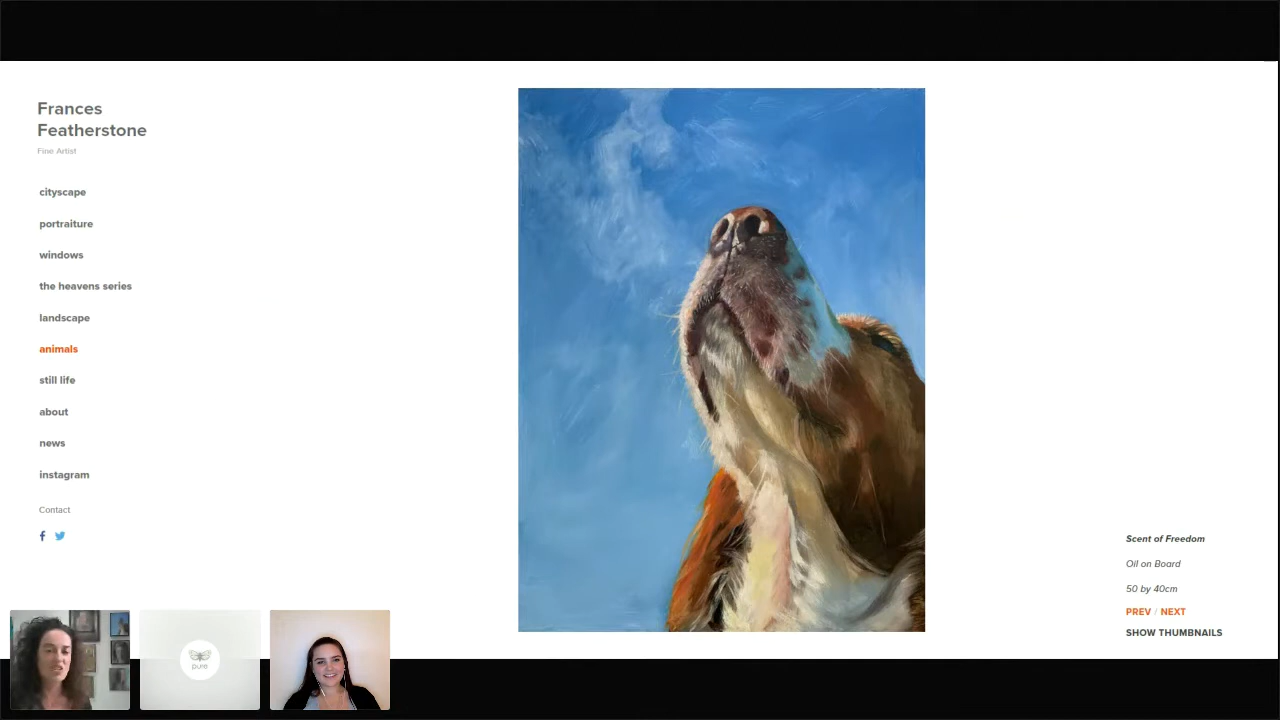 Frances
Featherstone
Fine Artist
cityscape
portraiture
windows
the heavens series
landscape
animals
still life
about
news
instagram
Contact
Scent of Freedom
Oil on Board
50 by 40cm
PREV / NEXT
SHOW THUMBNAILS
pure